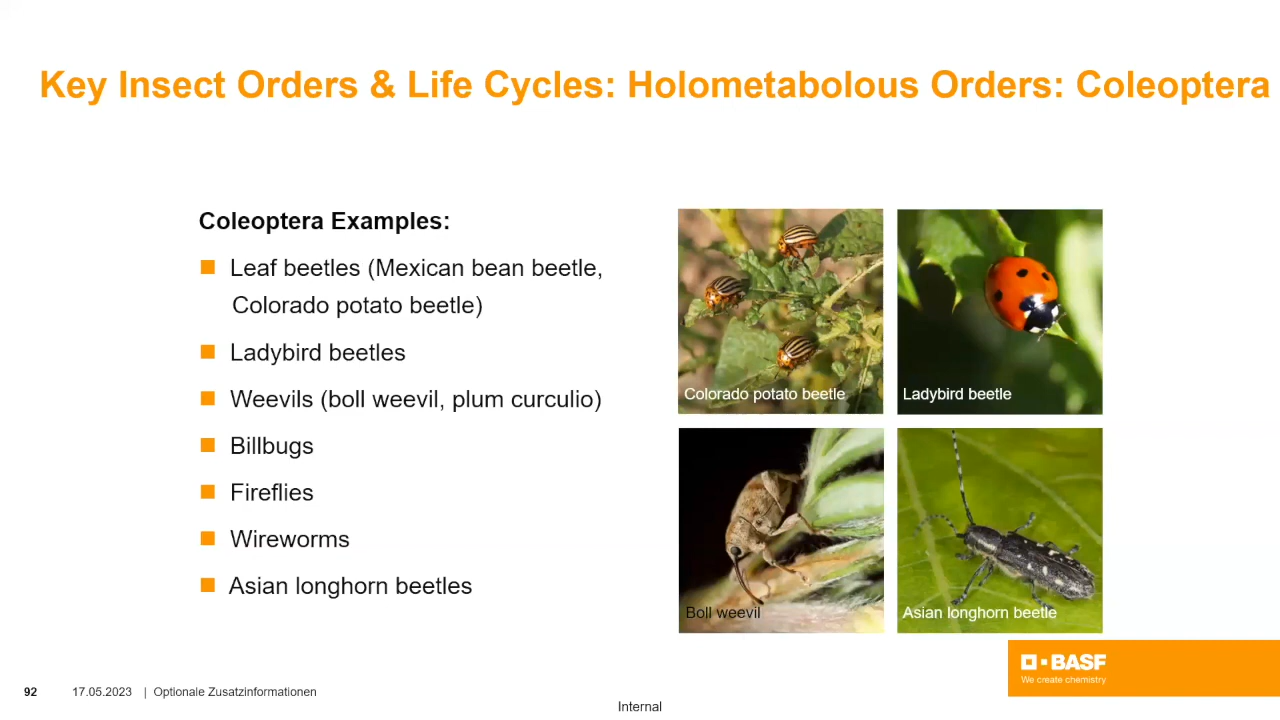 Key Insect Orders & Life Cycles: Holometabolous Orders: Coleoptera
Coleoptera Examples:
Leaf beetles (Mexican bean beetle,
Colorado potato beetle)
Ladybird beetles
Weevils (boll weevil, plum curculio)
Billbugs
Fireflies
Wireworms
Asian longhorn beetles
Colorado potato beetle
Ladybird beetle
Boll weevil
Asian longhorn beetle
BASF
We create chemistry
92 17.05.2023 | Optionale Zusatzinformationen
Internal